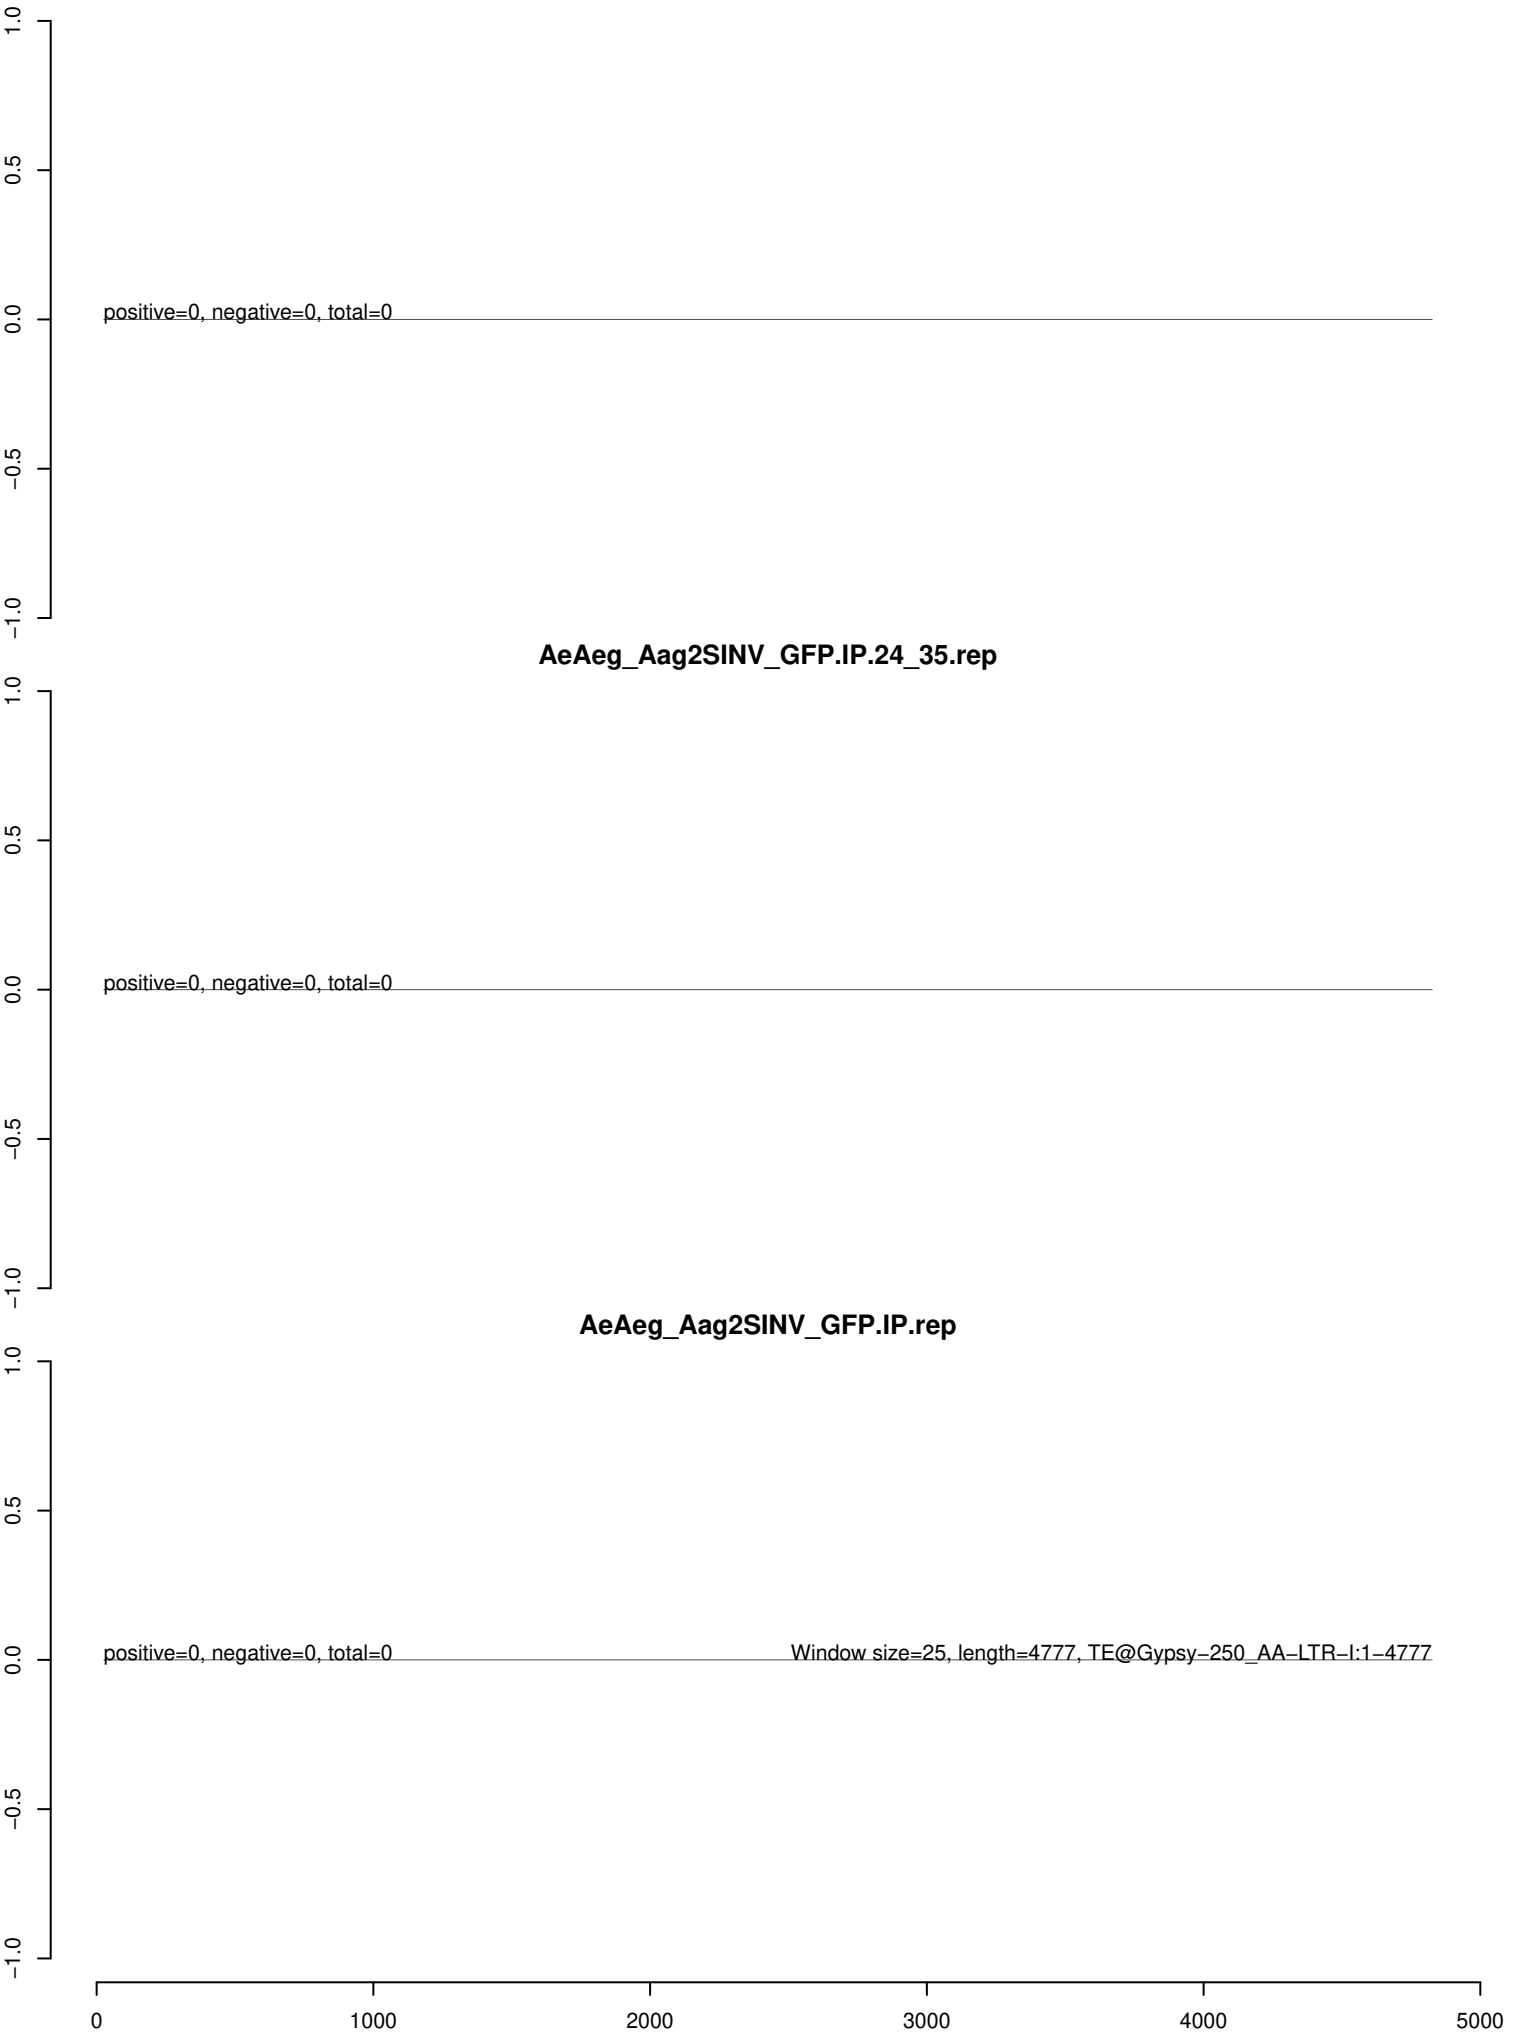 1.0
0.5
0.0
−0.5
−1.0
positive=0, negative=0, total=0
AeAeg_Aag2SINV_GFP.IP.24_35.rep
1.0
0.5
0.0
−0.5
−1.0
positive=0, negative=0, total=0
AeAeg_Aag2SINV_GFP.IP.rep
1.0
0.5
0.0
−0.5
−1.0
positive=0, negative=0, total=0
Window size=25, length=4777, TE@Gypsy−250_AA−LTR−I:1−4777
0 1000 2000 3000 4000 5000